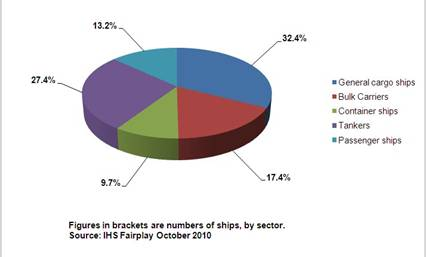 13.2%
32.4%
27.4%
General cargo ships
Bulk Carriers
Container ships
Tankers
Passenger ships
9.7%
17.4%
Figures in brackets are numbers of ships, by sector.
Source: IHS Fairplay October 2010